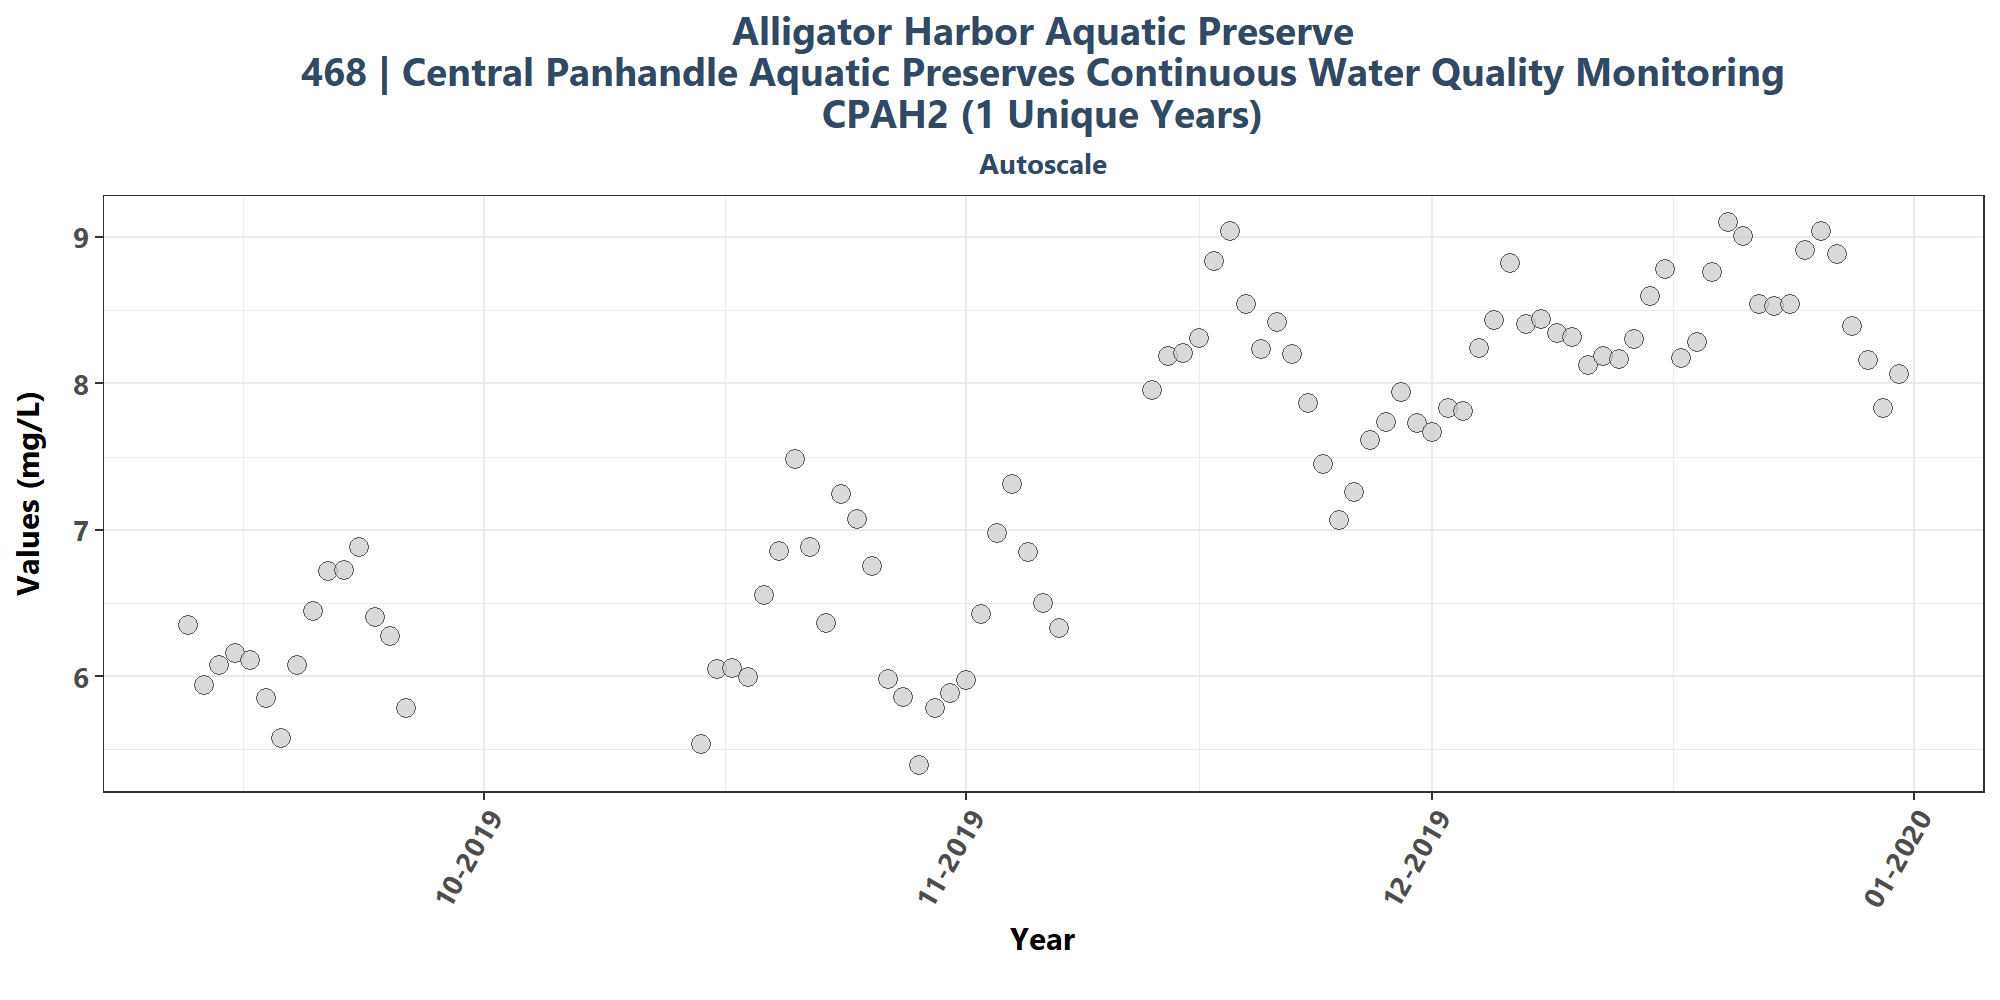 Alligator Harbor Aquatic Preserve
468 | Central Panhandle Aquatic Preserves Continuous Water Quality Monitoring
CPAH2 (1 Unique Years)
Autoscale
Values (mg/L)
9
8
7
6
10-2019
11-2019
12-2019
01-2020
Year